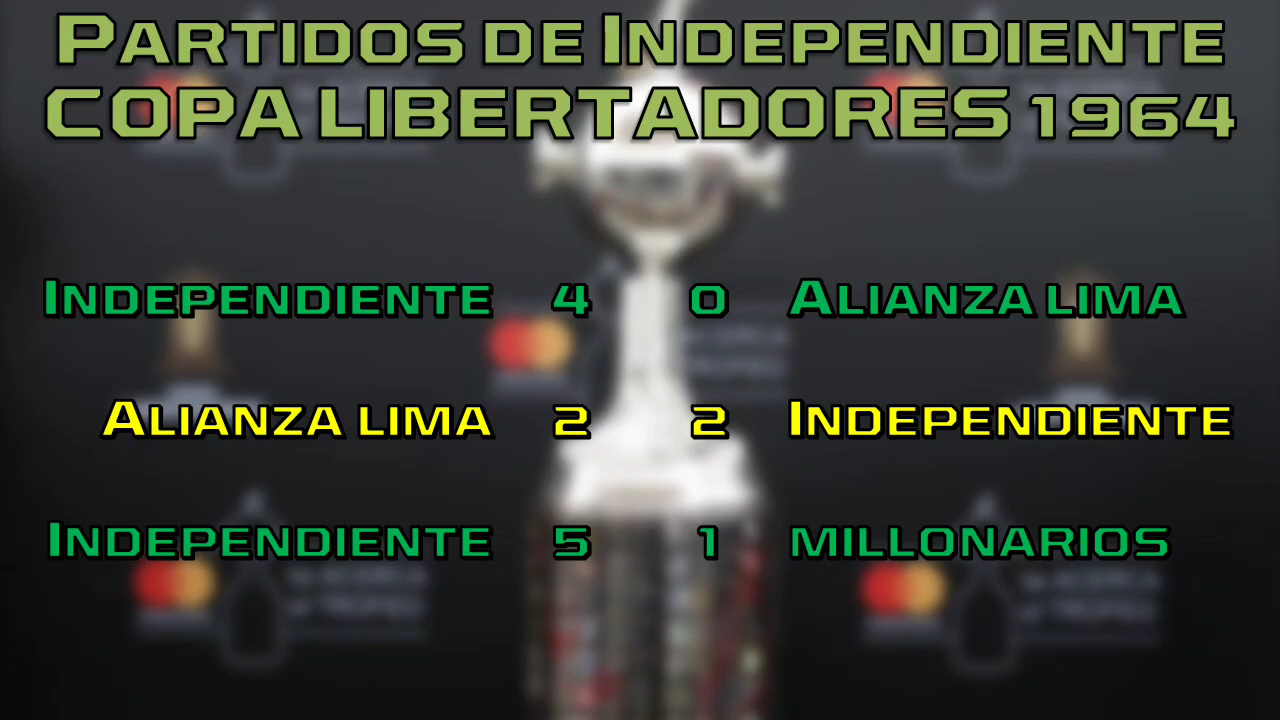 PARTIDOS DE INDEPENDIENTE
COPA LIBERTADORES 1964
INDEPENDIENTE 4 0 ALIANZA LIMA
ALIANZA LIMA 2 2 INDEPENDIENTE
INDEPENDIENTE 5 1 MILLONARIOS